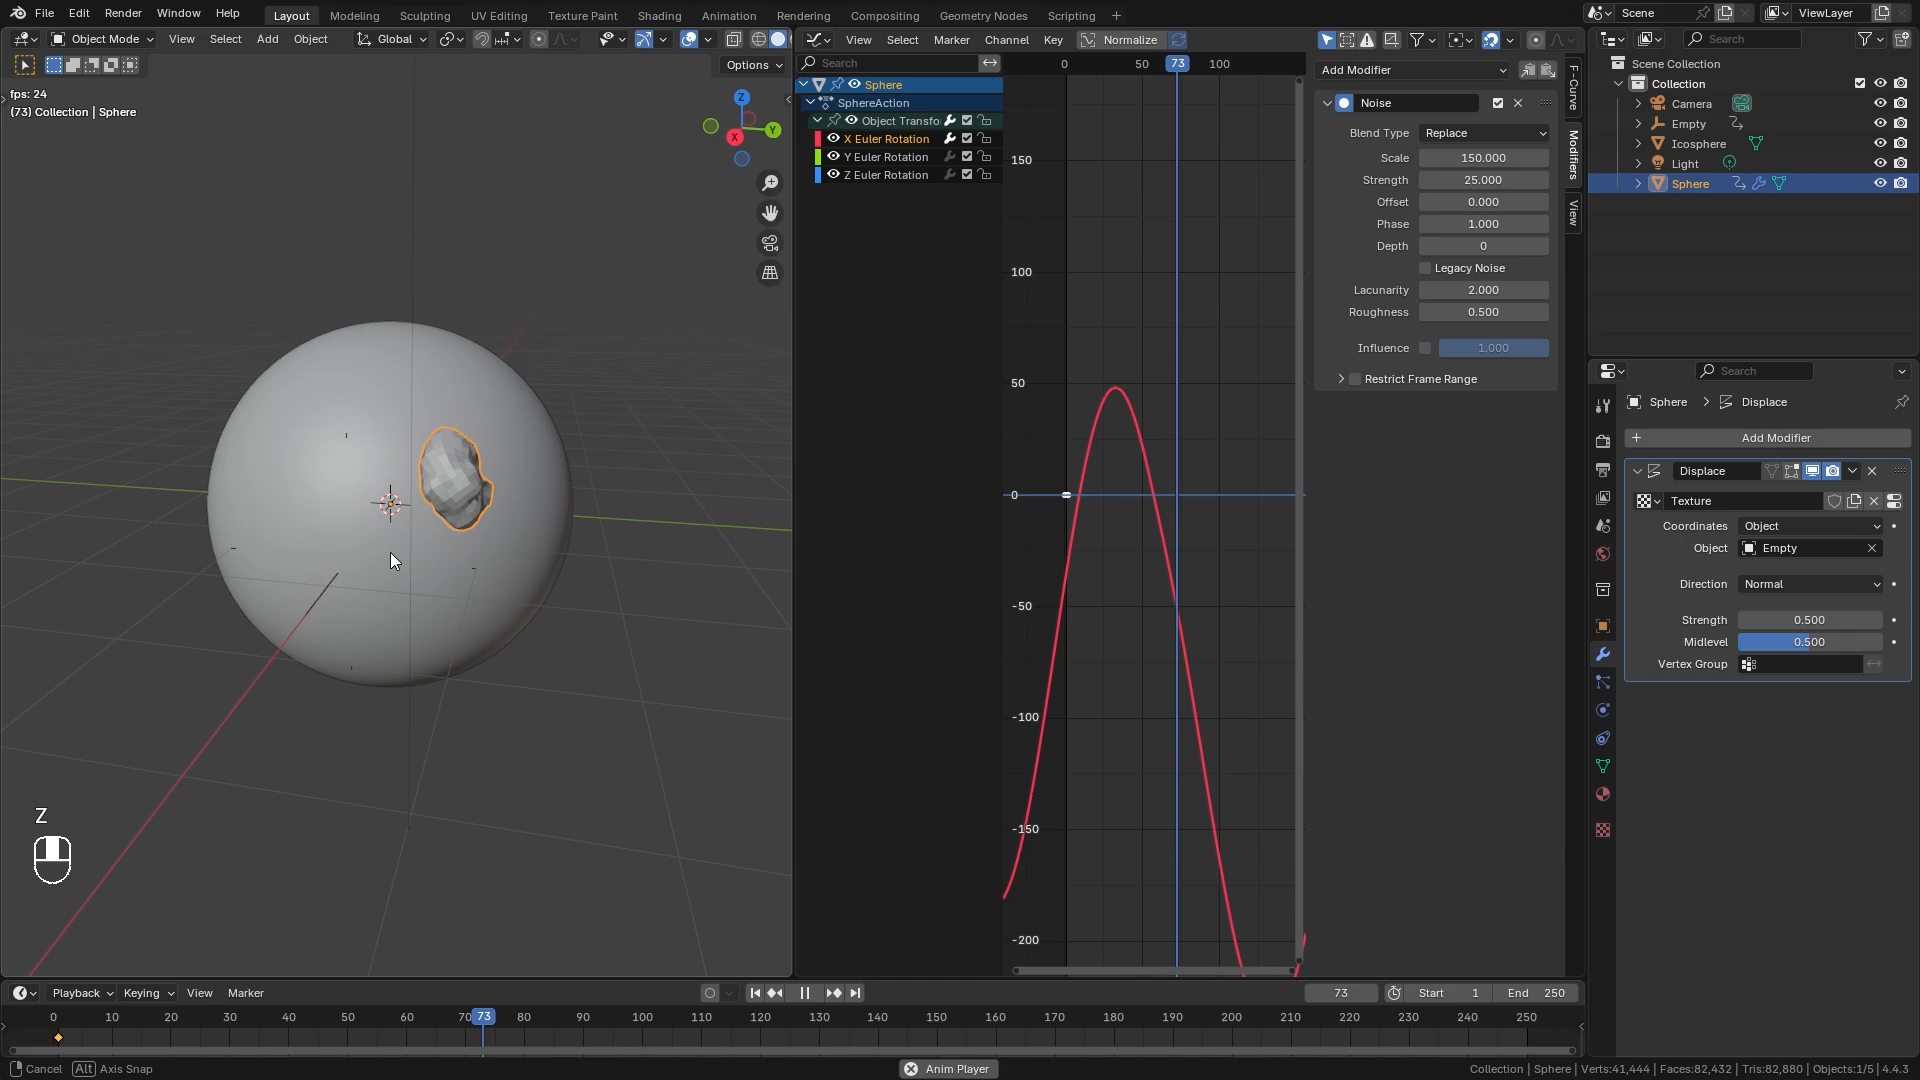 File Edit Render Window Help Layout Modeling Sculpting UV Editing Texture Paint Shading Animation Rendering Compositing Geometry Nodes Scripting Scene ViewLayer
Object Mode View Select Add Object Global View Select Marker Channel Key Normalize Search
Options Search 0 50 73 100
fps: 24
(73) Collection | Sphere
Z
Y
X
Sphere
SphereAction
Object Transfo
X Euler Rotation
Y Euler Rotation
Z Euler Rotation
150
100
50
0
-50
-100
-150
-200
Add Modifier
Noise
Blend Type Replace
Scale 150.000
Strength 25.000
Offset 0.000
Phase 1.000
Depth 0
Legacy Noise
Lacunarity 2.000
Roughness 0.500
Influence 1.000
Restrict Frame Range
F-Curve
Modifiers
View
Scene Collection
Collection
Camera
Empty
Icosphere
Light
Sphere
Search
Sphere Displace
Add Modifier
Displace
Texture
Coordinates Object
Object Empty
Direction Normal
Strength 0.500
Midlevel 0.500
Vertex Group
Z
Playback Keying View Marker 73 Start 1 End 250
0 10 20 30 40 50 60 70 73 80 90 100 110 120 130 140 150 160 170 180 190 200 210 220 230 240 250
Cancel Alt Axis Snap Anim Player Collection | Sphere | Verts:41,444 | Faces:82,432 | Tris:82,880 | Objects:1/5 | 4.4.3